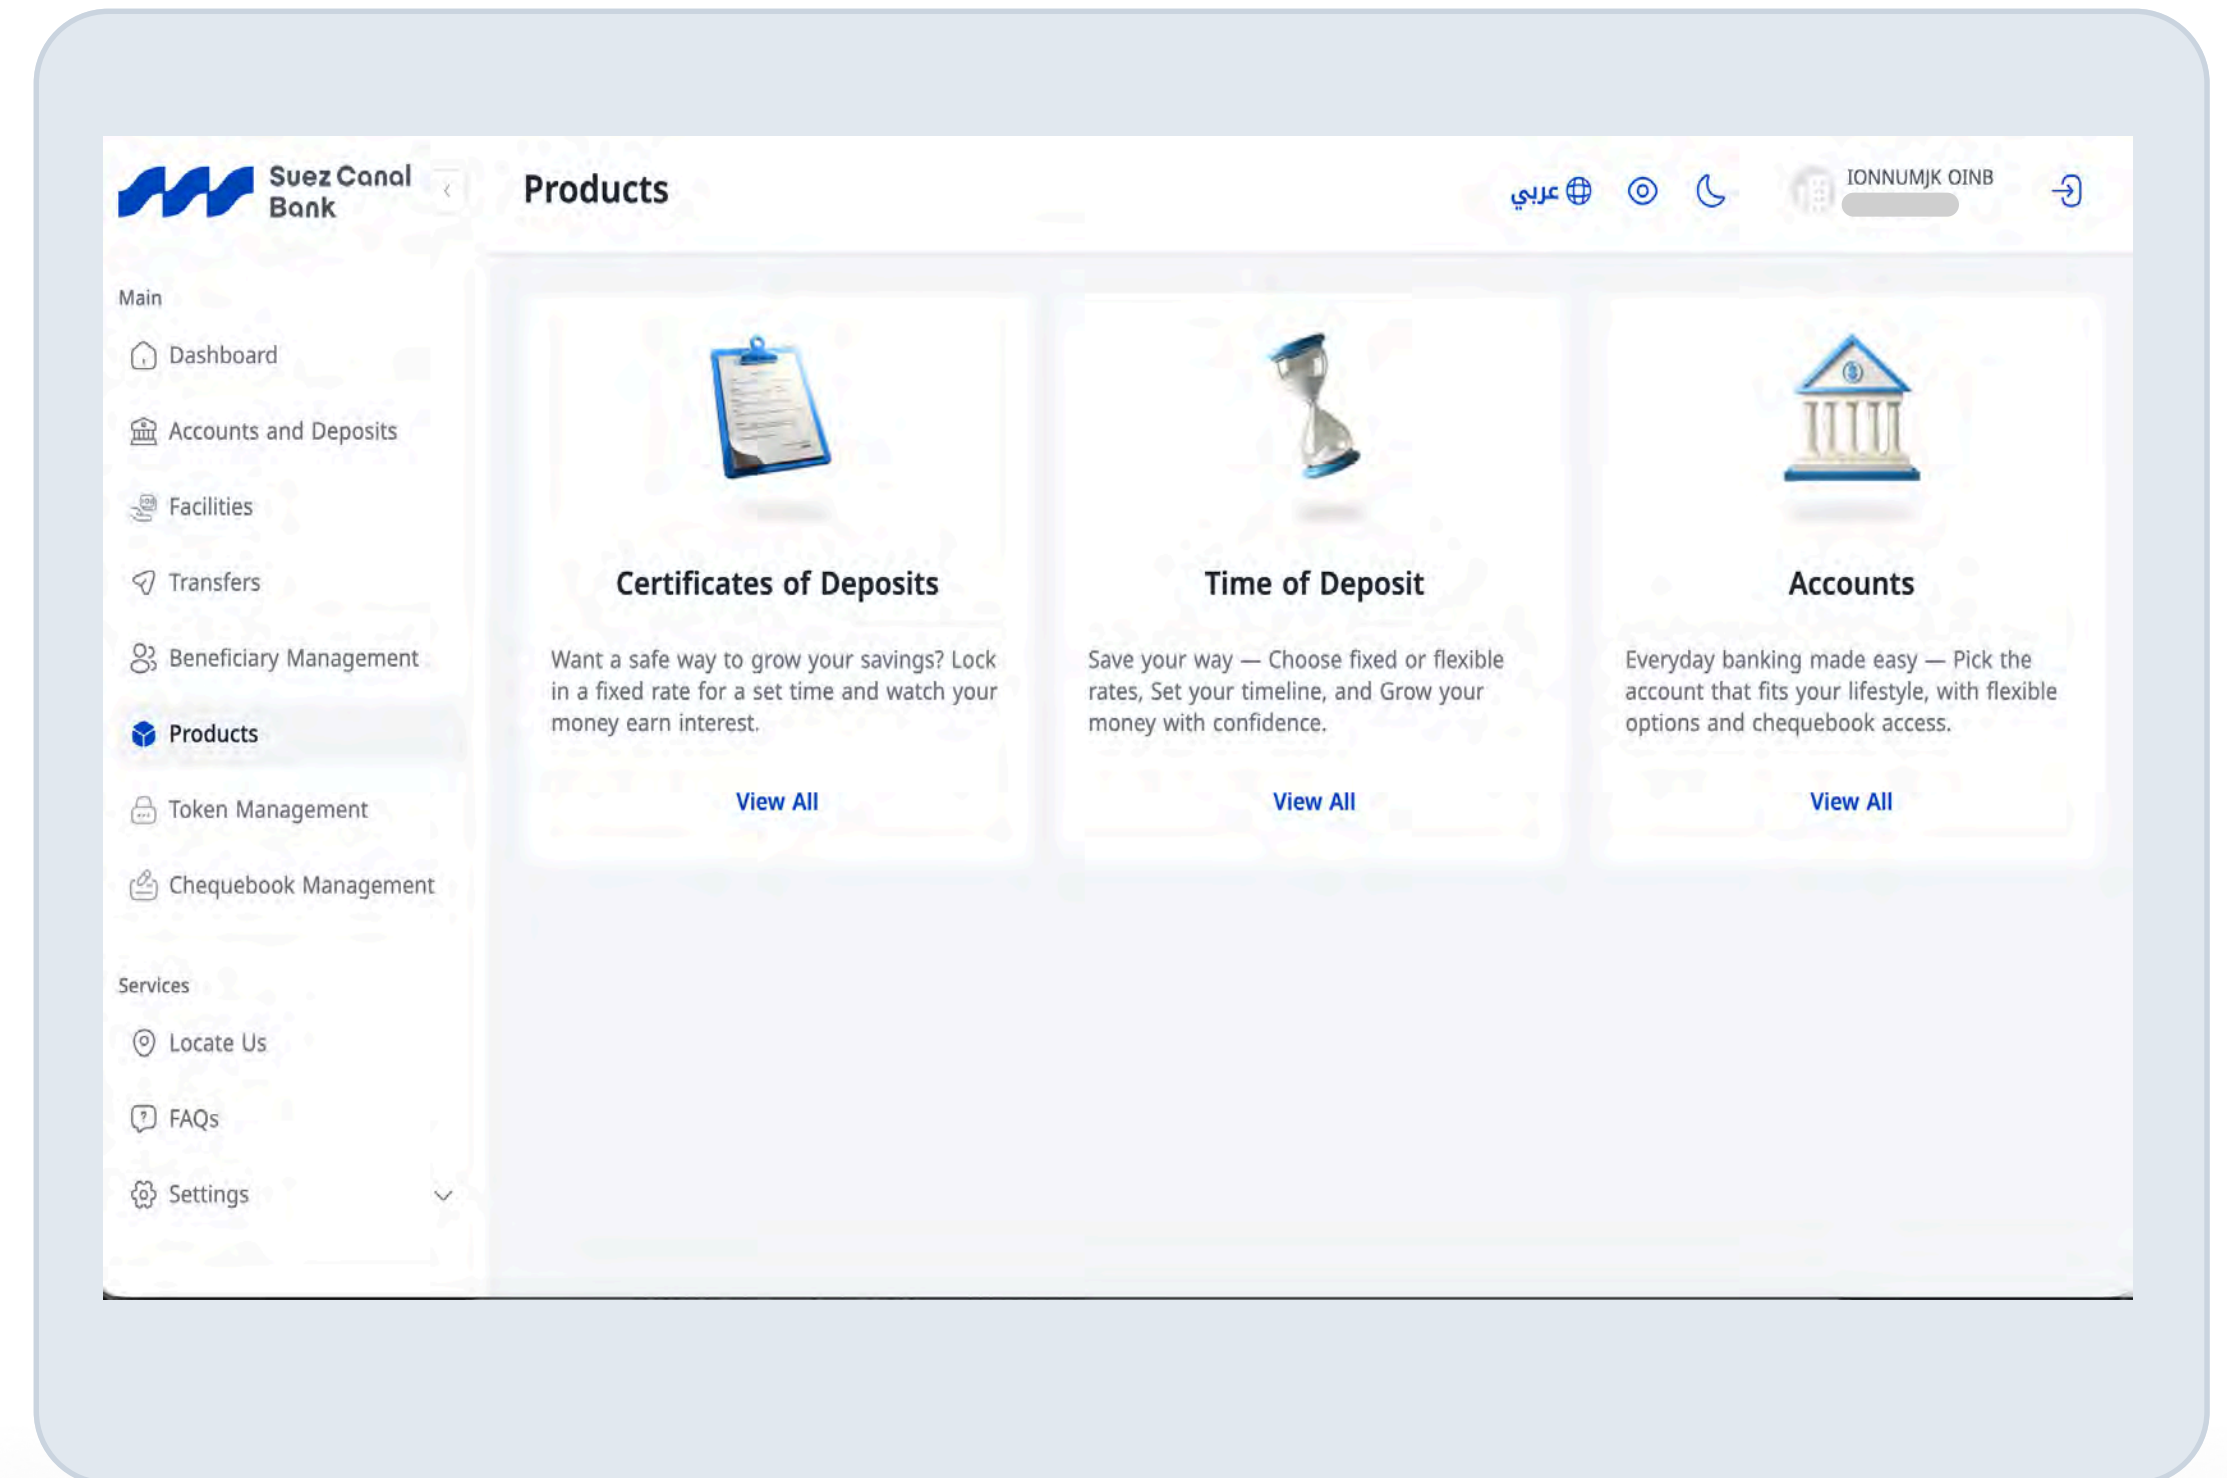 Suez Canal
Bank
Products
عربي
IONNUMJK OINB
Main
Dashboard
Accounts and Deposits
Facilities
Transfers
Beneficiary Management
Products
Token Management
Chequebook Management
Services
Locate Us
FAQs
Settings
Certificates of Deposits
Want a safe way to grow your savings? Lock
in a fixed rate for a set time and watch your
money earn interest.
View All
Time of Deposit
Save your way — Choose fixed or flexible
rates, Set your timeline, and Grow your
money with confidence.
View All
Accounts
Everyday banking made easy — Pick the
account that fits your lifestyle, with flexible
options and chequebook access.
View All